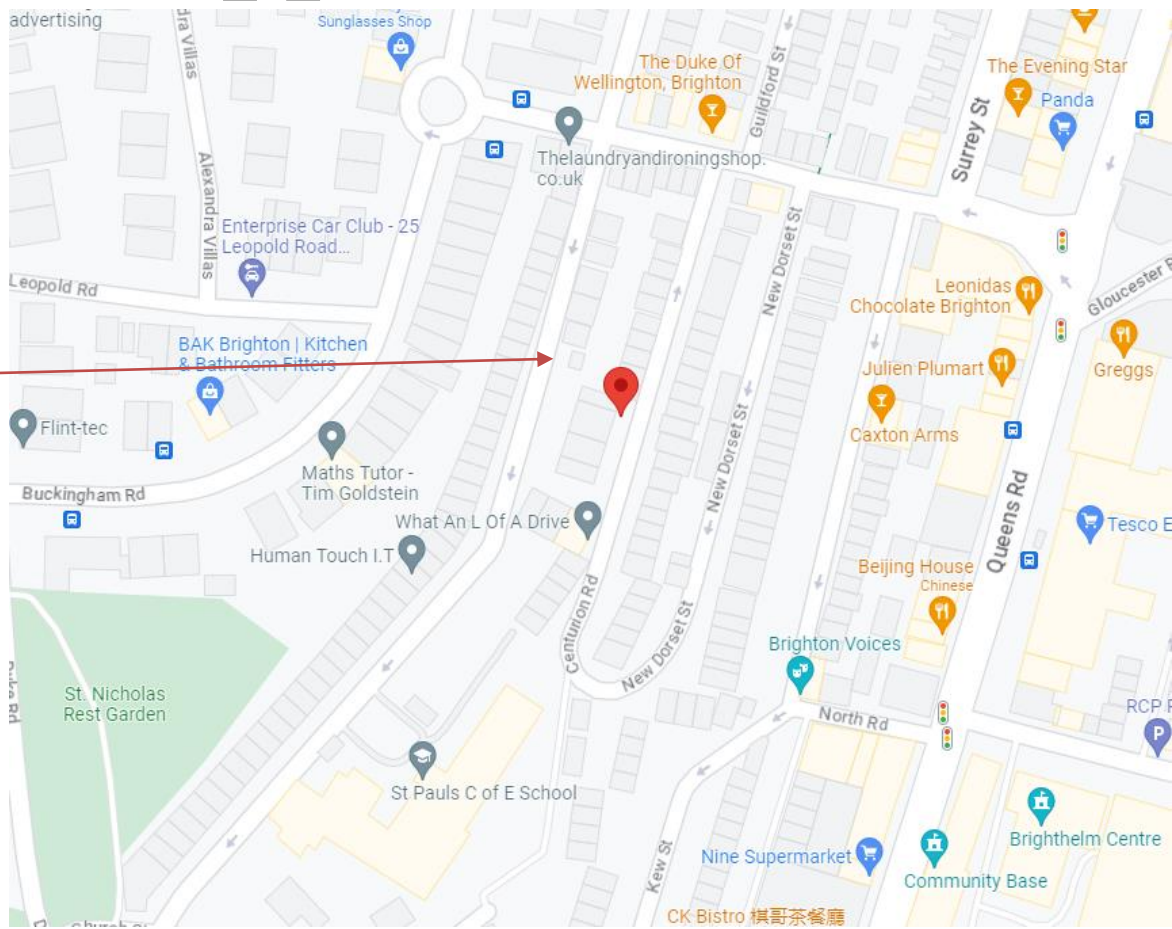 advertising
Sunglasses Shop
Alexandra Villas
The Duke Of
Wellington, Brighton
Guildford St
The Evening Star
Panda
Surrey St
Thelaundryandironingshop.
co.uk
Enterprise Car Club - 25
Leopold Road...
Leopold Rd
New Dorset St
Leonidas
Chocolate Brighton
Gloucester
BAK Brighton | Kitchen
& Bathroom Fitters
Julien Plumart
Greggs
Flint-tec
New Dorset St
Caxton Arms
Maths Tutor -
Tim Goldstein
Buckingham Rd
What An L Of A Drive
Queens Rd
Tesco E
Human Touch I.T
Beijing House
Chinese
Centurion Rd
New Dorset St
Brighton Voices
St. Nicholas
Rest Garden
North Rd
RCP
P
St Pauls C of E School
Brighthelm Centre
Nine Supermarket
Kew St
Community Base
CK Bistro 棋哥茶餐廳